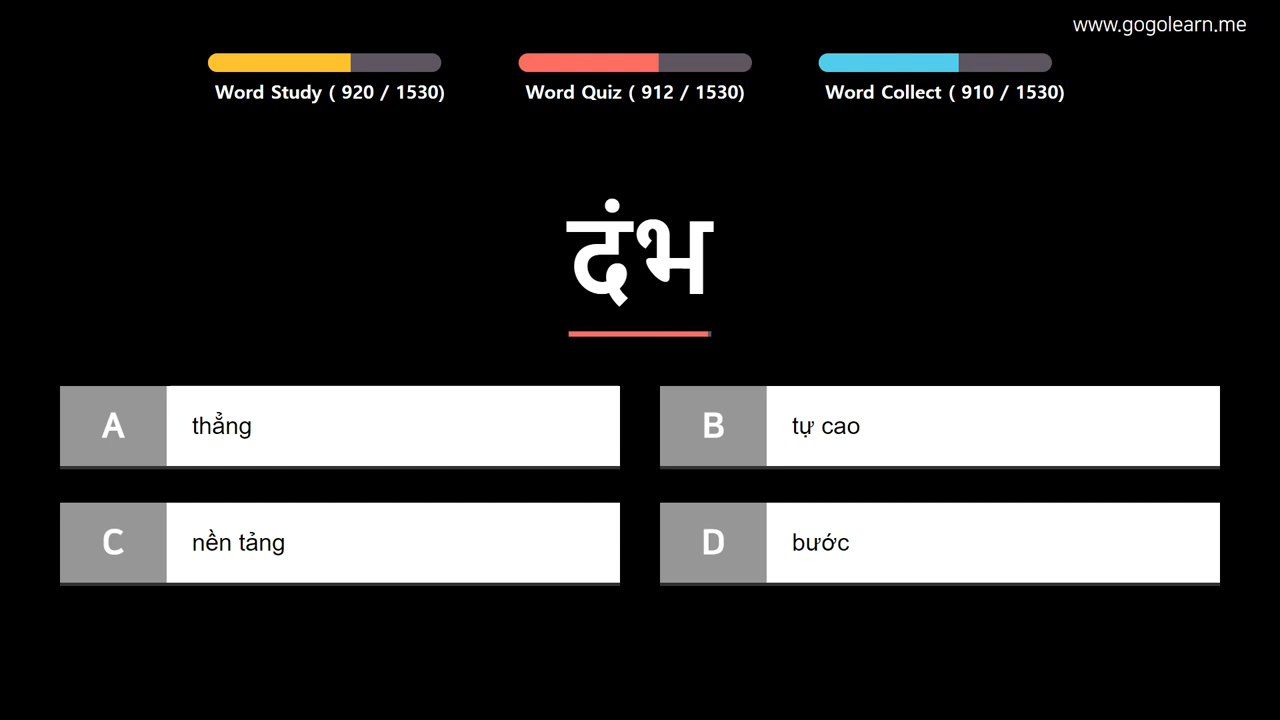 www.gogolearn.me
Word Study ( 920 / 1530)
Word Quiz ( 912 / 1530)
Word Collect ( 910 / 1530)
दंभ
A thẳng
B tự cao
C nền tảng
D bước